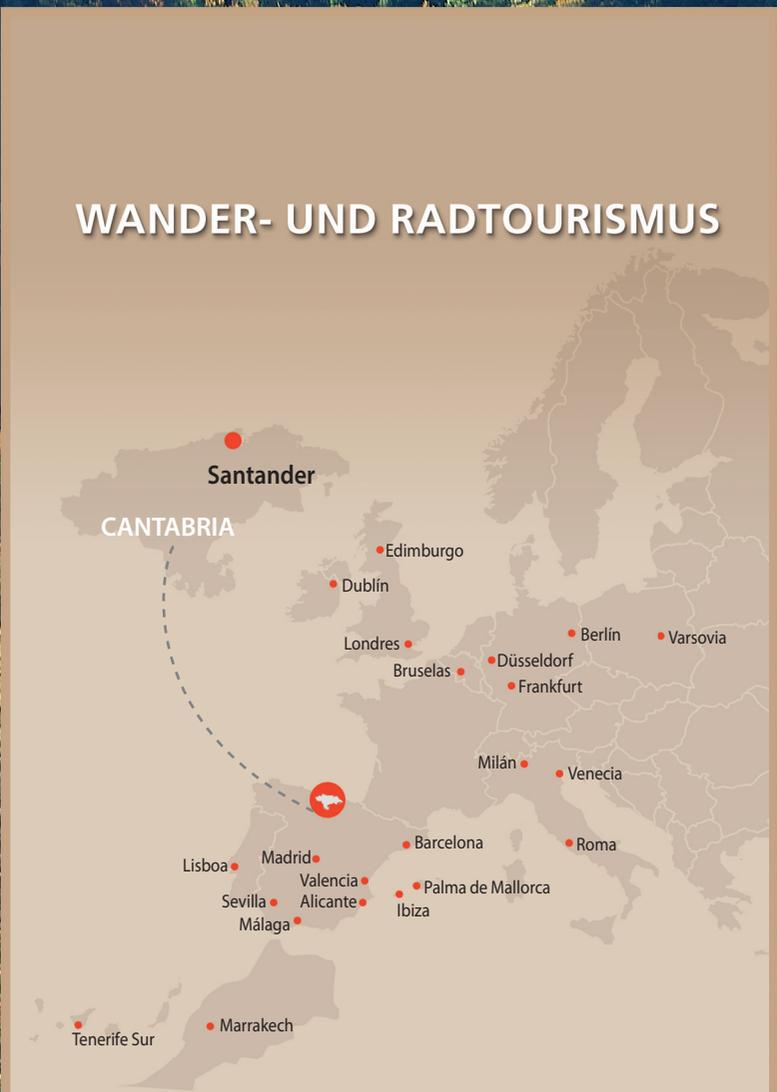 WANDER- UND RADTOURISMUS
Santander
CANTABRIA
Edimburgo
Dublín
Londres
Berlín
Varsovia
Bruselas
Düsseldorf
Frankfurt
Milán
Venecia
Barcelona
Roma
Lisboa
Madrid
Valencia
Palma de Mallorca
Sevilla
Alicante
Ibiza
Málaga
Marrakech
Tenerife Sur